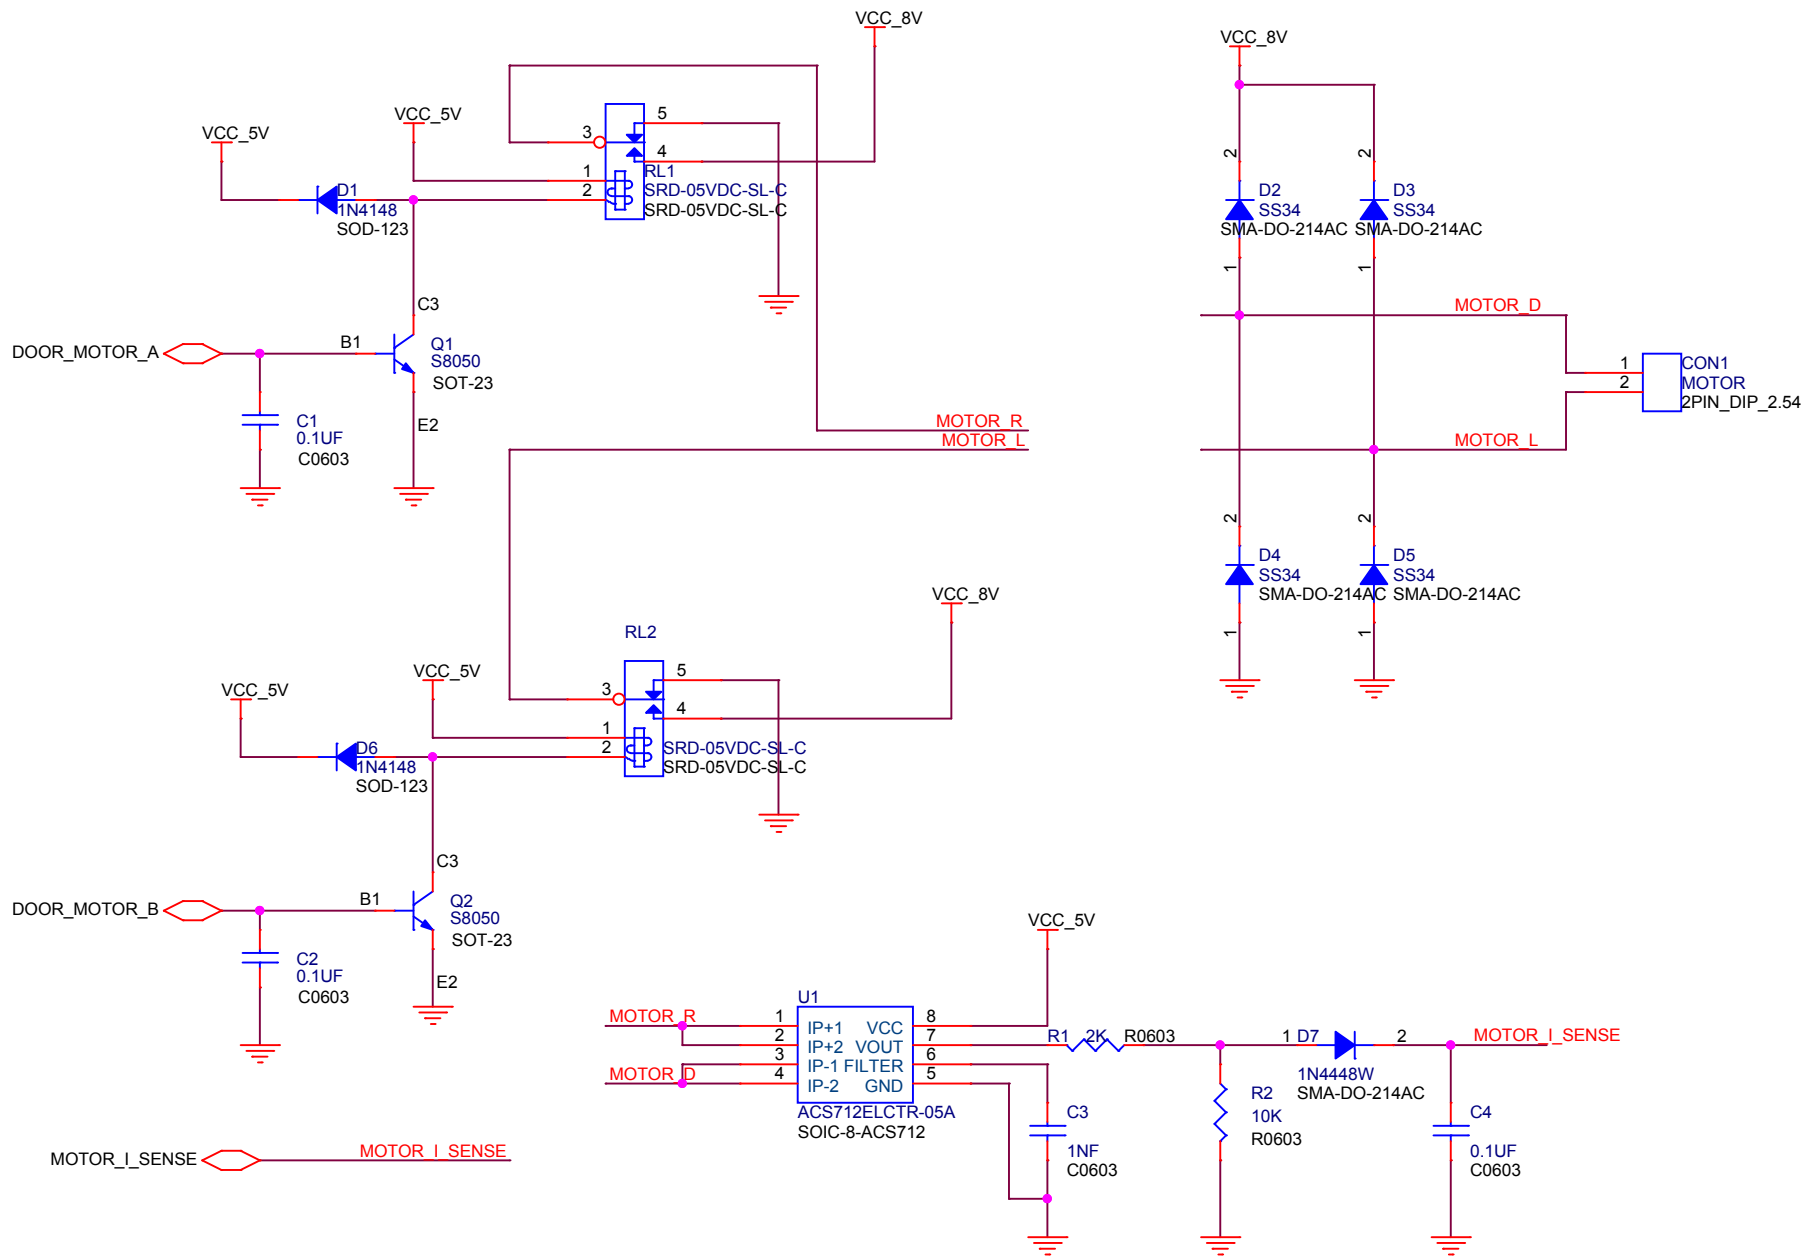 VCC_8V
VCC_8V
VCC_5V
VCC_5V
5
3
4
RL1
1
SRD-05VDC-SL-C
2
SRD-05VDC-SL-C
D1
1N4148
SOD-123
2
2
D2
SS34
SMA-DO-214AC
D3
SS34
SMA-DO-214AC
1
1
C3
MOTOR_D
DOOR_MOTOR_A
B1
Q1
S8050
SOT-23
E2
C1
0.1UF
C0603
1
2
CON1
MOTOR
2PIN_DIP_2.54
MOTOR_R
MOTOR_L
MOTOR_L
2
2
D4
SS34
SMA-DO-214AC
D5
SS34
SMA-DO-214AC
1
1
VCC_8V
RL2
VCC_5V
VCC_5V
5
3
4
1
2
SRD-05VDC-SL-C
SRD-05VDC-SL-C
D6
1N4148
SOD-123
C3
DOOR_MOTOR_B
B1
Q2
S8050
SOT-23
E2
C2
0.1UF
C0603
VCC_5V
U1
MOTOR_R
1 IP+1 VCC 8
2 IP+2 VOUT 7
3 IP-1 FILTER 6
MOTOR_D
4 IP-2 GND 5
ACS712ELCTR-05A
SOIC-8-ACS712
R1 2K R0603
1 D7 2
1N4448W
SMA-DO-214AC
MOTOR_I_SENSE
R2
10K
R0603
C3
1NF
C0603
C4
0.1UF
C0603
MOTOR_I_SENSE
MOTOR_I_SENSE